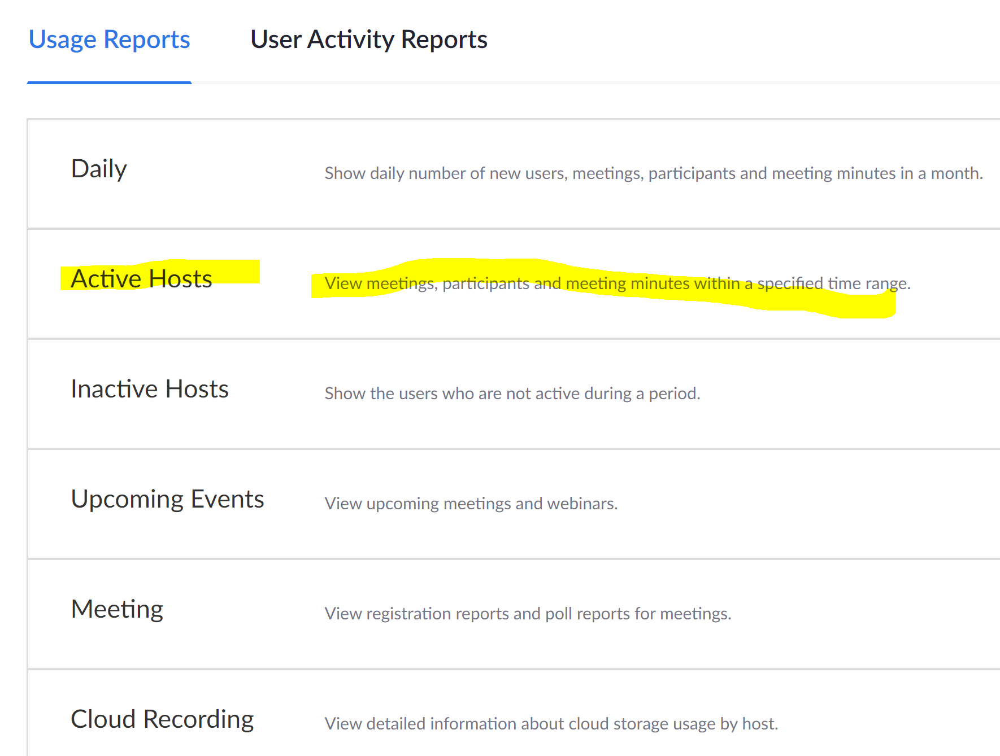 Usage Reports User Activity Reports
Daily Show daily number of new users, meetings, participants and meeting minutes in a month.
Active Hosts View meetings, participants and meeting minutes within a specified time range.
Inactive Hosts Show the users who are not active during a period.
Upcoming Events View upcoming meetings and webinars.
Meeting View registration reports and poll reports for meetings.
Cloud Recording View detailed information about cloud storage usage by host.